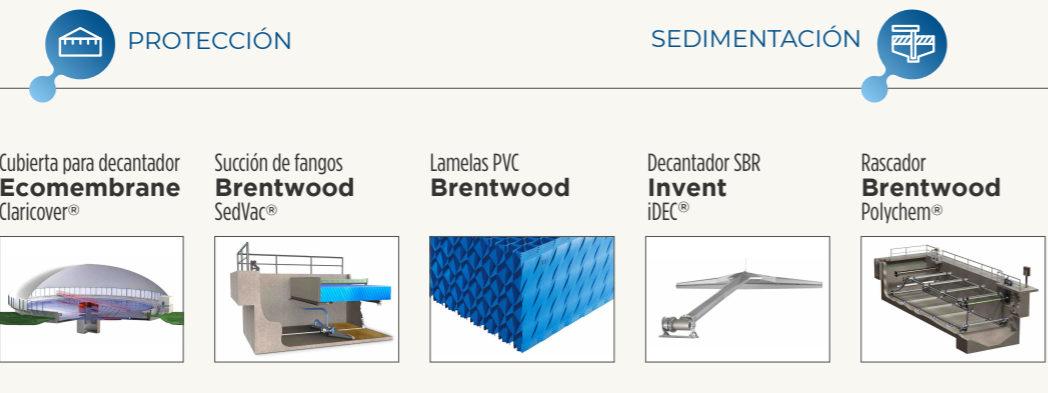 PROTECCIÓN
SEDIMENTACIÓN
Cubierta para decantador
Ecomembrane
Claricover®
Succión de fangos
Brentwood
SedVac®
Lamelas PVC
Brentwood
Decantador SBR
Invent
iDEC®
Rascador
Brentwood
Polychem®